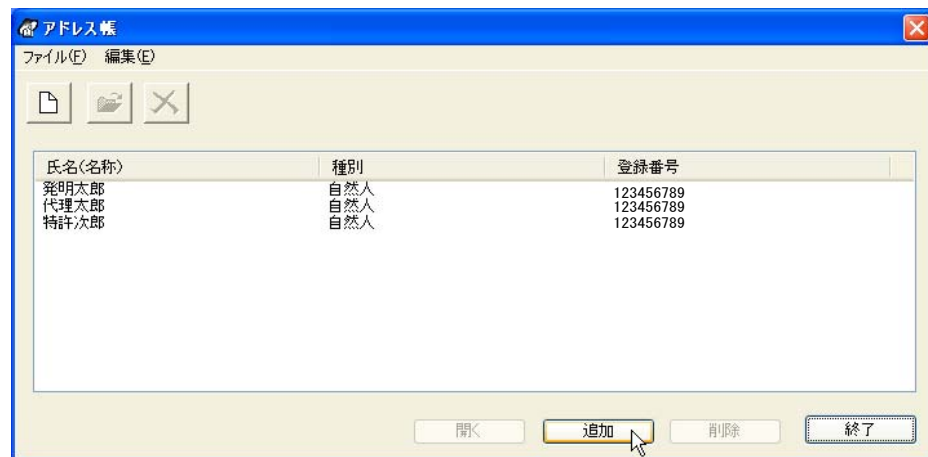 アドレス帳
ファイル(F) 編集(E)
氏名(名称) 種別 登録番号
発明太郎 自然人 123456789
代理太郎 自然人 123456789
特許次郎 自然人 123456789
開く 追加 削除 終了